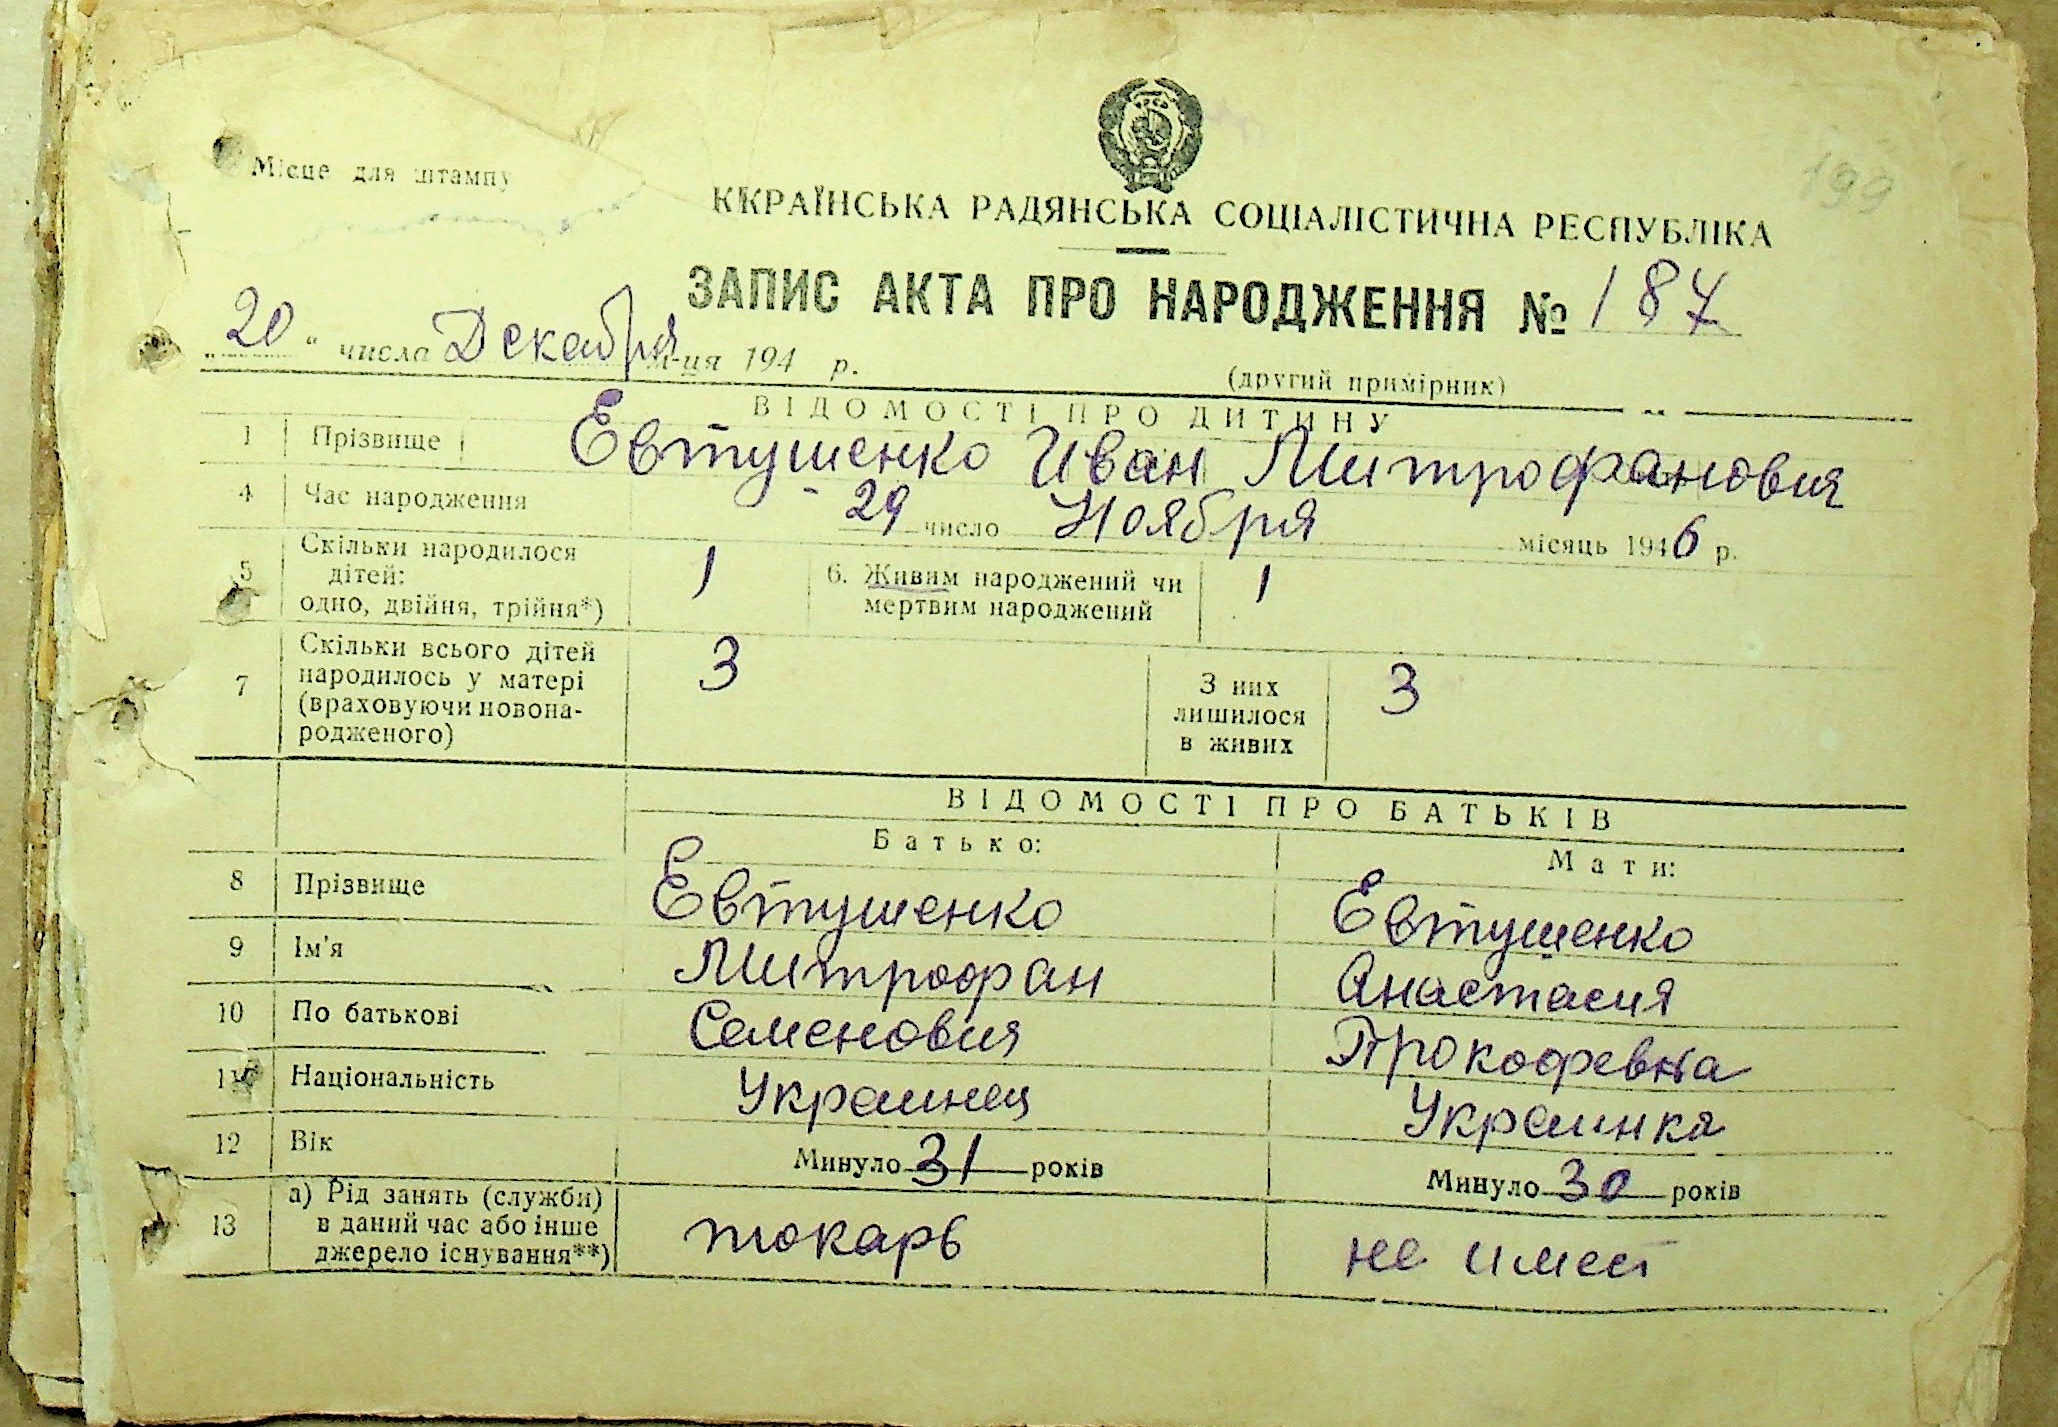 199
Місце для штампу
ККРАЇНСЬКА РАДЯНСЬКА СОЦІАЛІСТИЧНА РЕСПУБЛІКА
ЗАПИС АКТА ПРО НАРОДЖЕННЯ № 187
„20“ числа Декабря м-ця 194 р.
(другий примірник)
ВІДОМОСТІ ПРО ДИТИНУ
1 Прізвище Евтушенко Иван Митрофанович
4 Час народження 29 число Ноября місяць 1946 р.
5 Скільки народилося дітей: одно, двійня, трійня*) 1 6. Живим народжений чи мертвим народжений 1
7 Скільки всього дітей народилось у матері (враховуючи новонародженого) 3 З них лишилося в живих 3
ВІДОМОСТІ ПРО БАТЬКІВ
Батько: Мати:
8 Прізвище Евтушенко Евтушенко
9 Ім'я Митрофан Анастасия
10 По батькові Семенович Прокофевна
11 Національність Украинец Украинка
12 Вік Минуло 31 років Минуло 30 років
13 а) Рід занять (служби) в даний час або інше джерело існування**) токарь не имеет